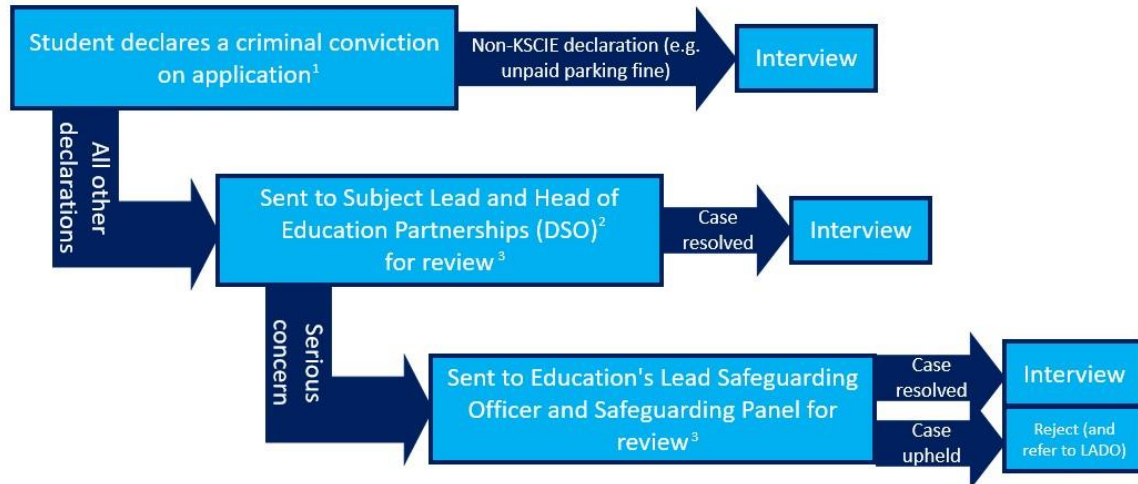 Student declares a criminal conviction
on application¹
Non-KSCIE declaration (e.g.
unpaid parking fine)
Interview
All other
declarations
Sent to Subject Lead and Head of
Education Partnerships (DSO)²
for review³
Case
resolved
Interview
Serious
concern
Sent to Education's Lead Safeguarding
Officer and Safeguarding Panel for
review³
Case
resolved
Interview
Case
upheld
Reject (and
refer to LADO)